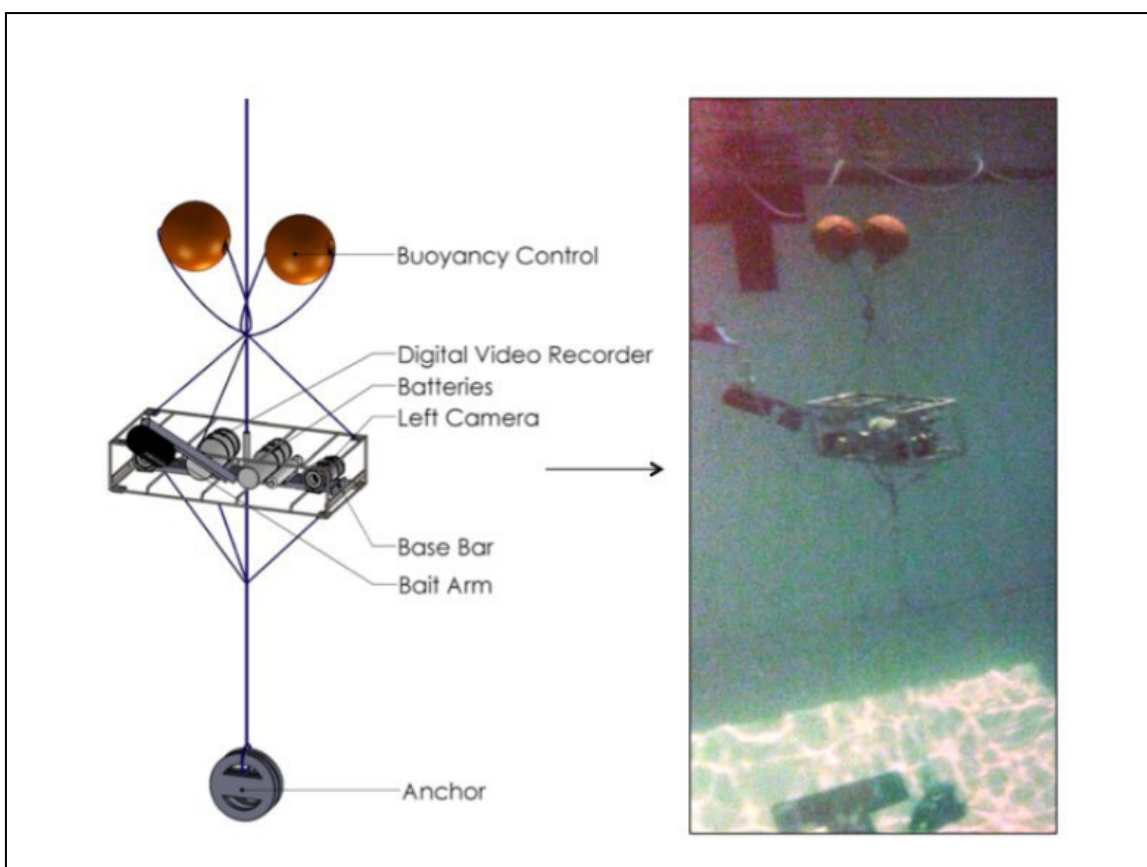 Buoyancy Control
Digital Video Recorder
Batteries
Left Camera
Base Bar
Bait Arm
Anchor